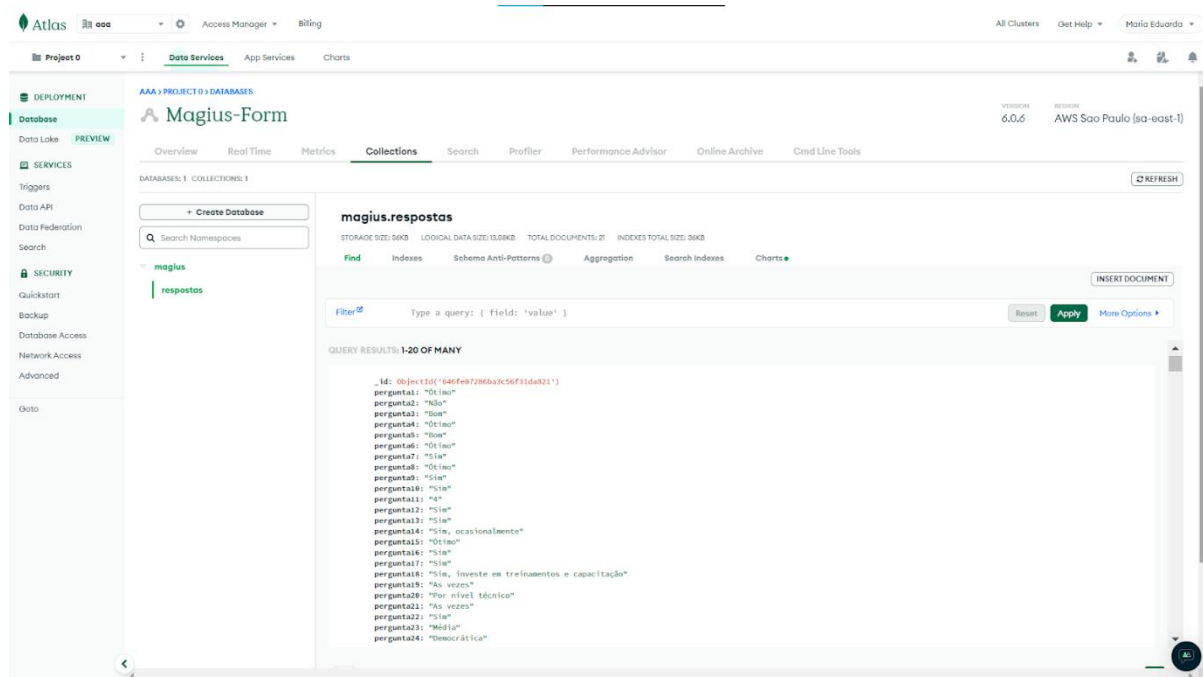 Atlas
aaa
Access Manager
Billing
All Clusters
Get Help
Maria Eduarda
Project 0
Data Services
App Services
Charts
DEPLOYMENT
Database
Data Lake PREVIEW
SERVICES
Triggers
Data API
Data Federation
Search
SECURITY
Quickstart
Backup
Database Access
Network Access
Advanced
Goto
AAA > PROJECT 0 > DATABASES
Magius-Form
VERSION
6.0.6
REGION
AWS Sao Paulo (sa-east-1)
Overview
Real Time
Metrics
Collections
Search
Profiler
Performance Advisor
Online Archive
Cmd Line Tools
DATABASES: 1 COLLECTIONS: 1
REFRESH
+ Create Database
Search Namespaces
magius
respostas
magius.respostas
STORAGE SIZE: 36KB LOGICAL DATA SIZE: 13.08KB TOTAL DOCUMENTS: 21 INDEXES TOTAL SIZE: 36KB
Find
Indexes
Schema Anti-Patterns 0
Aggregation
Search Indexes
Charts
INSERT DOCUMENT
Filter
Type a query: { field: 'value' }
Reset
Apply
More Options
QUERY RESULTS: 1-20 OF MANY
_id:
pergunta1: "Ótimo"
pergunta2: "Não"
pergunta3: "Bom"
pergunta4: "Ótimo"
pergunta5: "Bom"
pergunta6: "Ótimo"
pergunta7: "Sim"
pergunta8: "Ótimo"
pergunta9: "Sim"
pergunta10: "Sim"
pergunta11: "4"
pergunta12: "Sim"
pergunta13: "Sim"
pergunta14: "Sim, ocasionalmente"
pergunta15: "Ótimo"
pergunta16: "Sim"
pergunta17: "Sim"
pergunta18: "Sim, investe em treinamentos e capacitação"
pergunta19: "As vezes"
pergunta20: "Por nível técnico"
pergunta21: "As vezes"
pergunta22: "Sim"
pergunta23: "Média"
pergunta24: "Democrática"